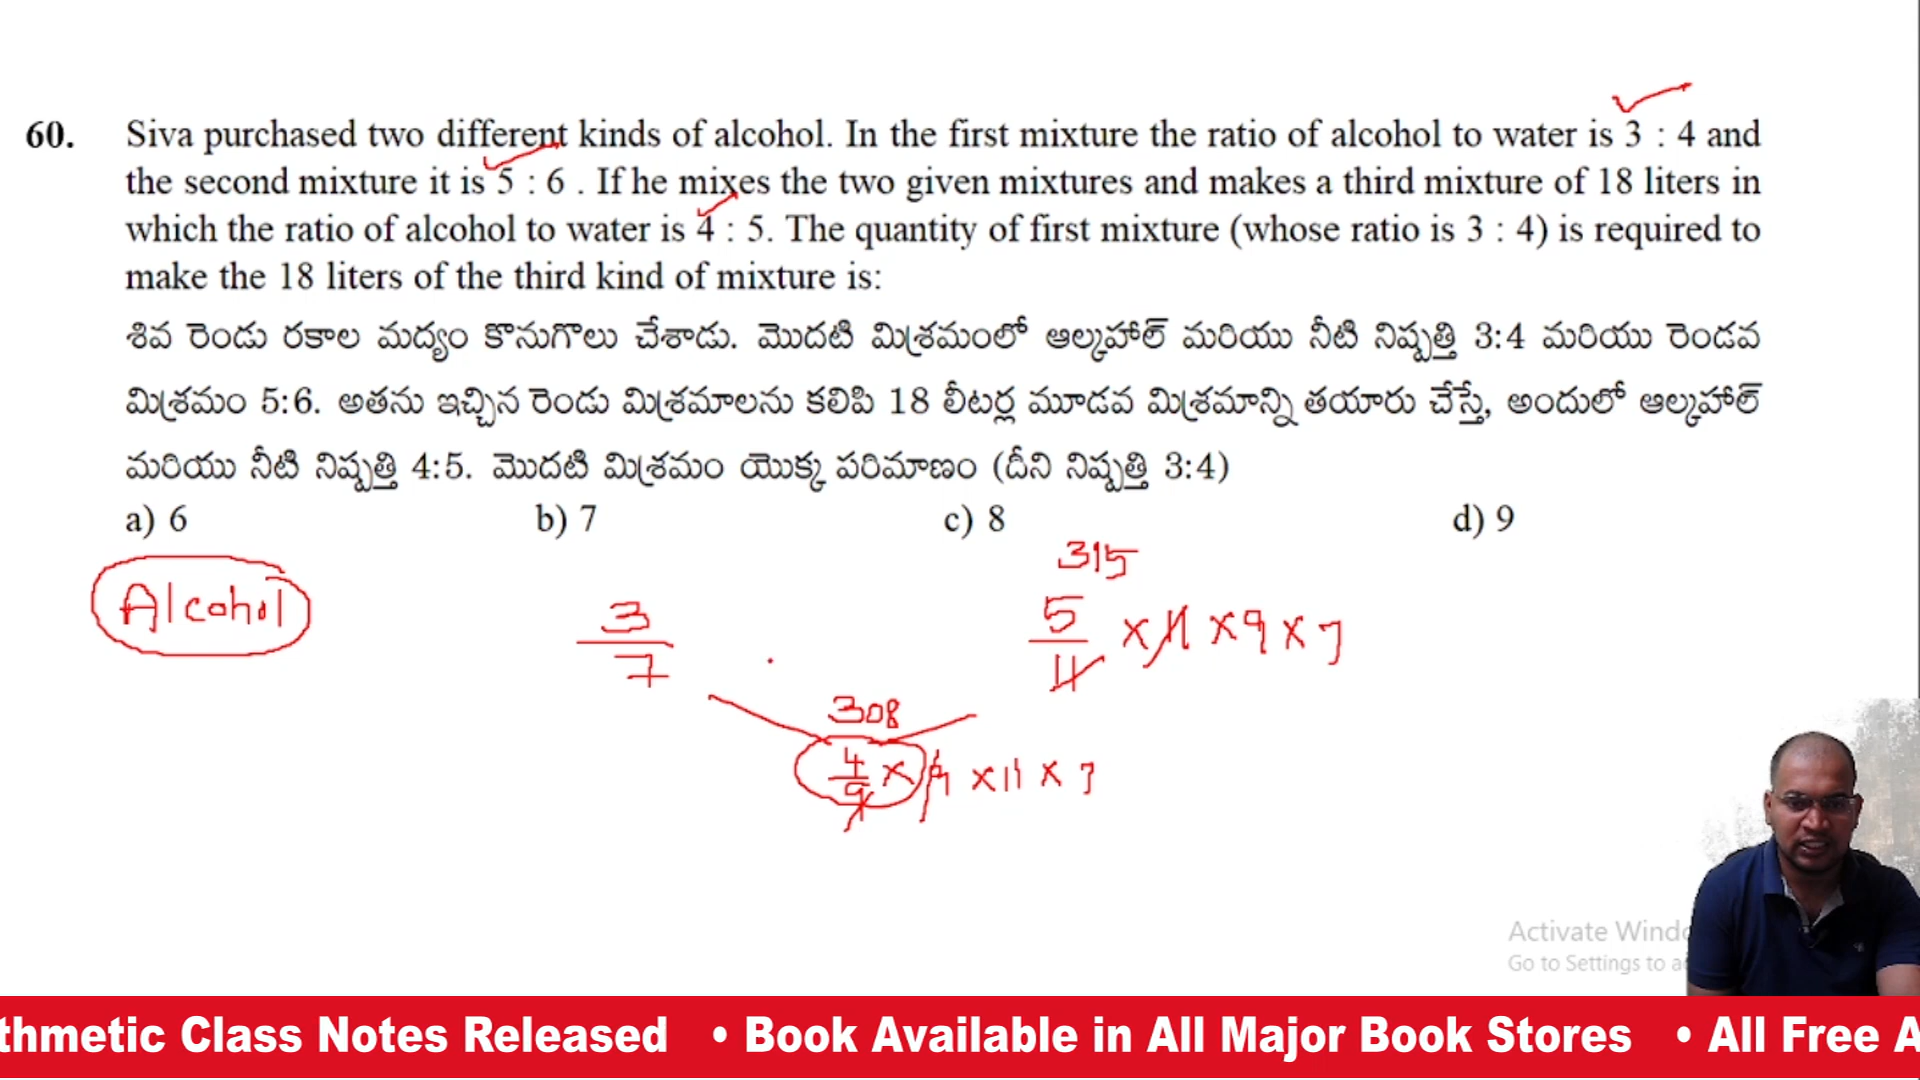 60. Siva purchased two different kinds of alcohol. In the first mixture the ratio of alcohol to water is 3 : 4 and
the second mixture it is 5 : 6 . If he mixes the two given mixtures and makes a third mixture of 18 liters in
which the ratio of alcohol to water is 4 : 5. The quantity of first mixture (whose ratio is 3 : 4) is required to
make the 18 liters of the third kind of mixture is:
శివ రెండు రకాల మద్యం కొనుగొలు చేశాడు. మొదటి మిశ్రమంలో ఆల్కహాల్ మరియు నీటి నిష్పత్తి 3:4 మరియు రెండవ
మిశ్రమం 5:6. అతను ఇచ్చిన రెండు మిశ్రమాలను కలిపి 18 లీటర్ల మూడవ మిశ్రమాన్ని తయారు చేస్తే, అందులో ఆల్కహాల్
మరియు నీటి నిష్పత్తి 4:5. మొదటి మిశ్రమం యొక్క పరిమాణం (దీని నిష్పత్తి 3:4)
a) 6 b) 7 c) 8 d) 9
315
Alcohol 3/7 5/11 × 11 × 9 × 7
308
4/9 × 9 × 11 × 7
Activate Windo
Go to Settings to a
thmetic Class Notes Released • Book Available in All Major Book Stores • All Free A